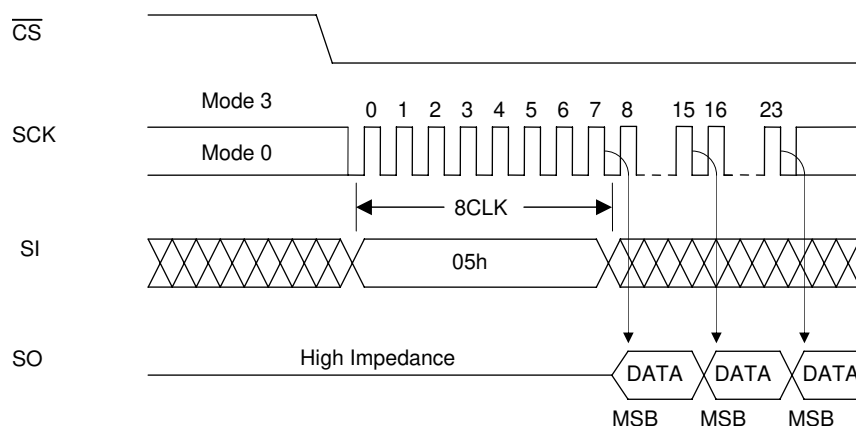 CS
Mode 3
0 1 2 3 4 5 6 7 8 15 16 23
SCK
Mode 0
8CLK
SI
05h
SO
High Impedance
DATA DATA DATA
MSB MSB MSB